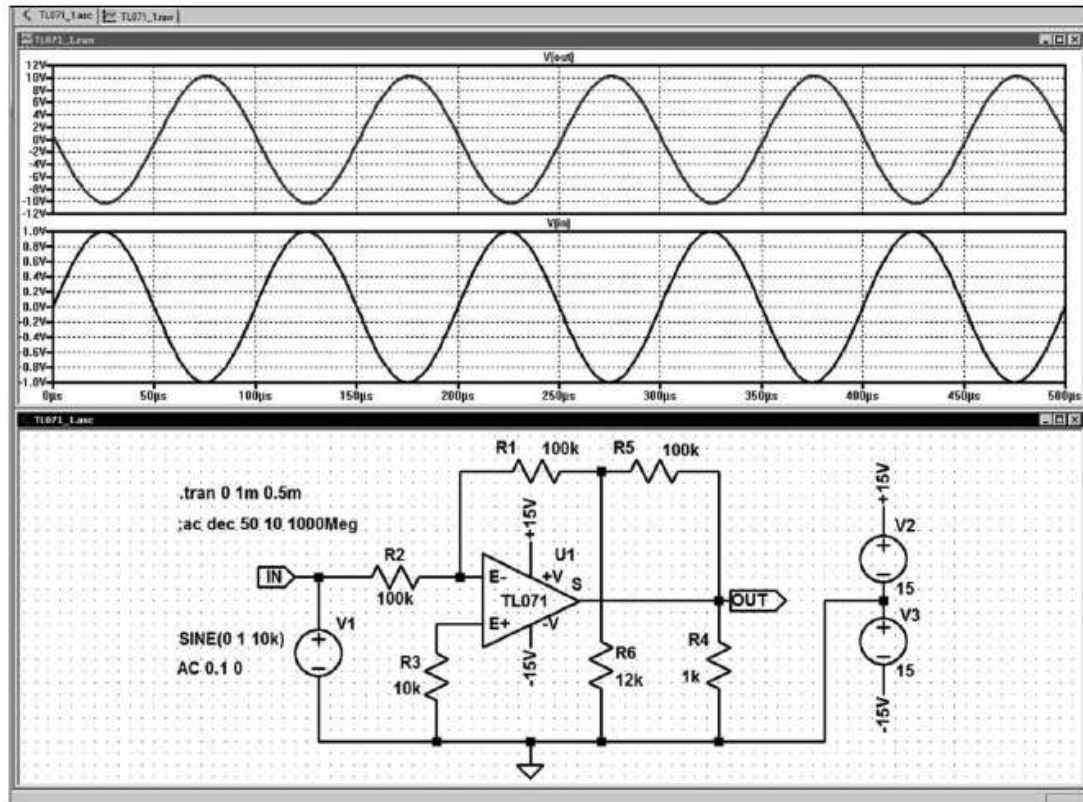 TL071_1.asc TL071_1.raw
TL071_1.raw
V(out)
12V
10V
8V
6V
4V
2V
0V
-2V
-4V
-6V
-8V
-10V
-12V
V(in)
1.0V
0.8V
0.6V
0.4V
0.2V
0.0V
-0.2V
-0.4V
-0.6V
-0.8V
-1.0V
0µs 50µs 100µs 150µs 200µs 250µs 300µs 350µs 400µs 450µs 500µs
TL071_1.asc
R1 100k R5 100k
.tran 0 1m 0.5m
;ac dec 50 10 1000Meg
+15V
+15V
V2
15
IN
R2
100k
U1
E- +V S
TL071
E+ -V
-15V
OUT
V1
SINE(0 1 10k)
AC 0.1 0
R3
10k
R6
12k
R4
1k
V3
15
-15V